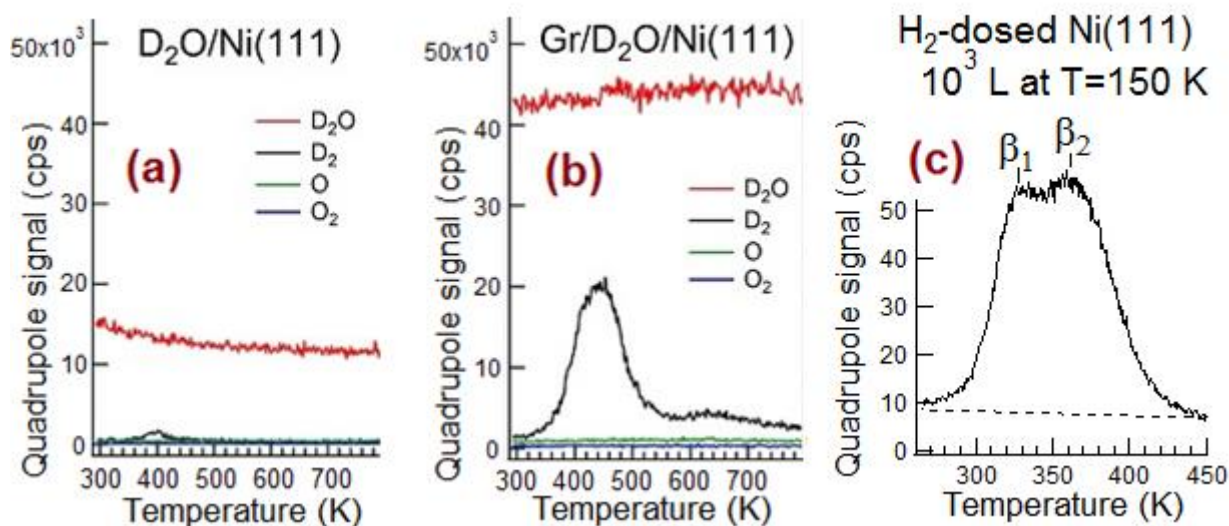 D₂O/Ni(111)
50x10³
40
30
20
10
0
Quadrupole signal (cps)
(a)
D₂O
D₂
O
O₂
300 400 500 600 700
Temperature (K)
Gr/D₂O/Ni(111)
50x10³
40
30
20
10
0
Quadrupole signal (cps)
(b)
D₂O
D₂
O
O₂
300 400 500 600 700
Temperature (K)
H₂-dosed Ni(111)
10³ L at T=150 K
(c)
β₁ β₂
50
40
30
20
10
0
Quadrupole signal (cps)
300 350 400 450
Temperature (K)